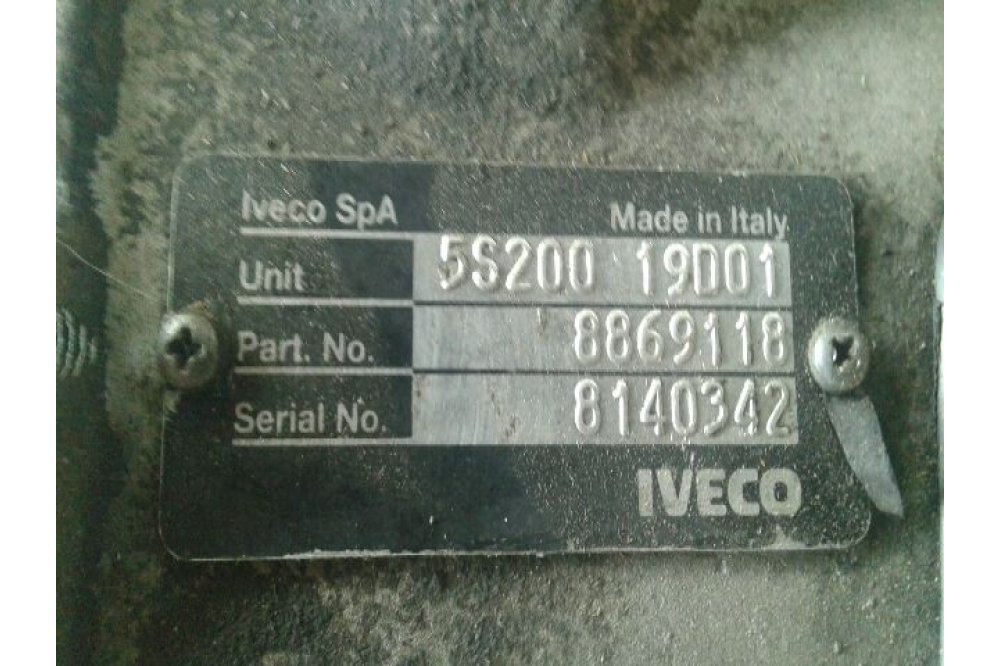 Iveco SpA Made in Italy
Unit 5S200 19D01
Part. No. 8869118
Serial No. 8140342
IVECO